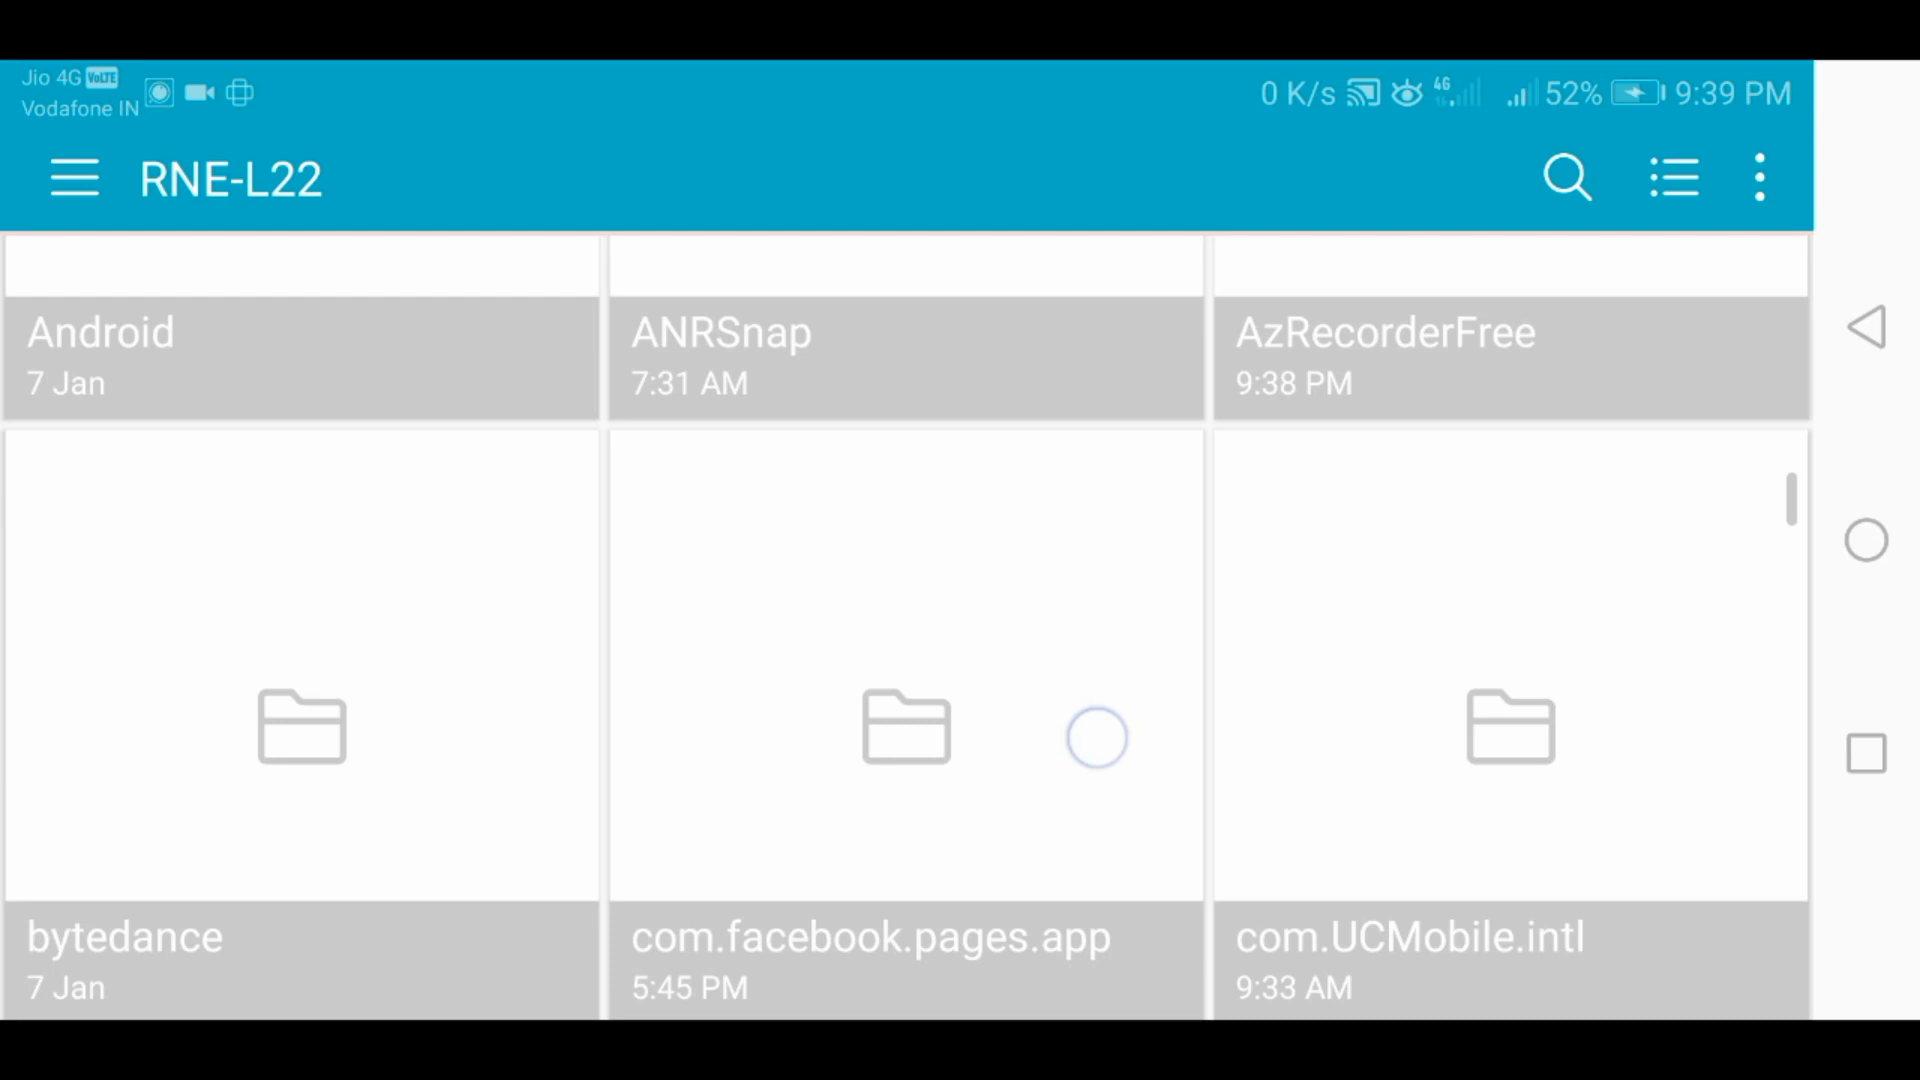 Jio 4G VoLTE
Vodafone IN
0 K/s 4G 52% 9:39 PM
RNE-L22
Android
7 Jan
ANRSnap
7:31 AM
AzRecorderFree
9:38 PM
bytedance
7 Jan
com.facebook.pages.app
5:45 PM
com.UCMobile.intl
9:33 AM